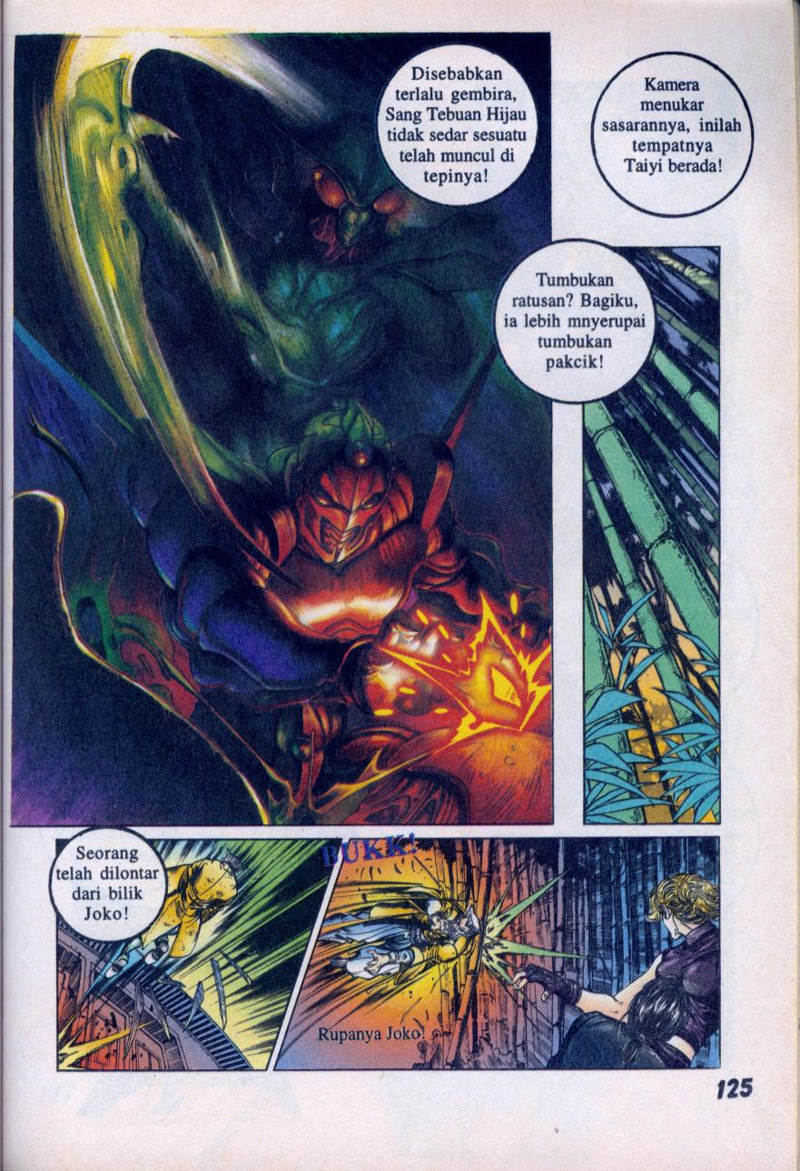 Disebabkan
terlalu gembira,
Sang Tebuan Hijau
tidak sedar sesuatu
telah muncul di
tepinya!
Kamera
menukar
sasarannya, inilah
tempatnya
Taiyi berada!
Tumbukan
ratusan? Bagiku,
ia lebih mnyerupai
tumbukan
pakcik!
Seorang
telah dilontar
dari bilik
Joko!
BUKK!
Rupanya Joko!
125